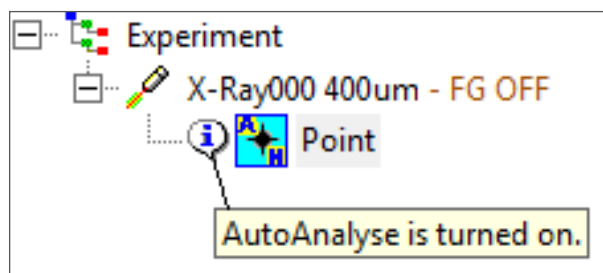 Experiment
X-Ray000 400um - FG OFF
i A H Point
AutoAnalyse is turned on.